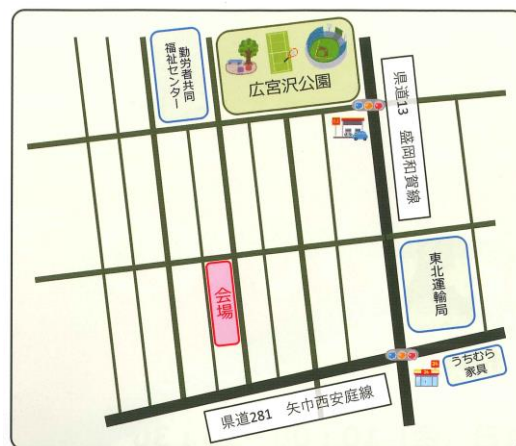 勤労者共同
福祉センター
広宮沢公園
県道13　盛岡和賀線
会場
東北運輸局
うちむら
家具
県道281　矢巾西安庭線